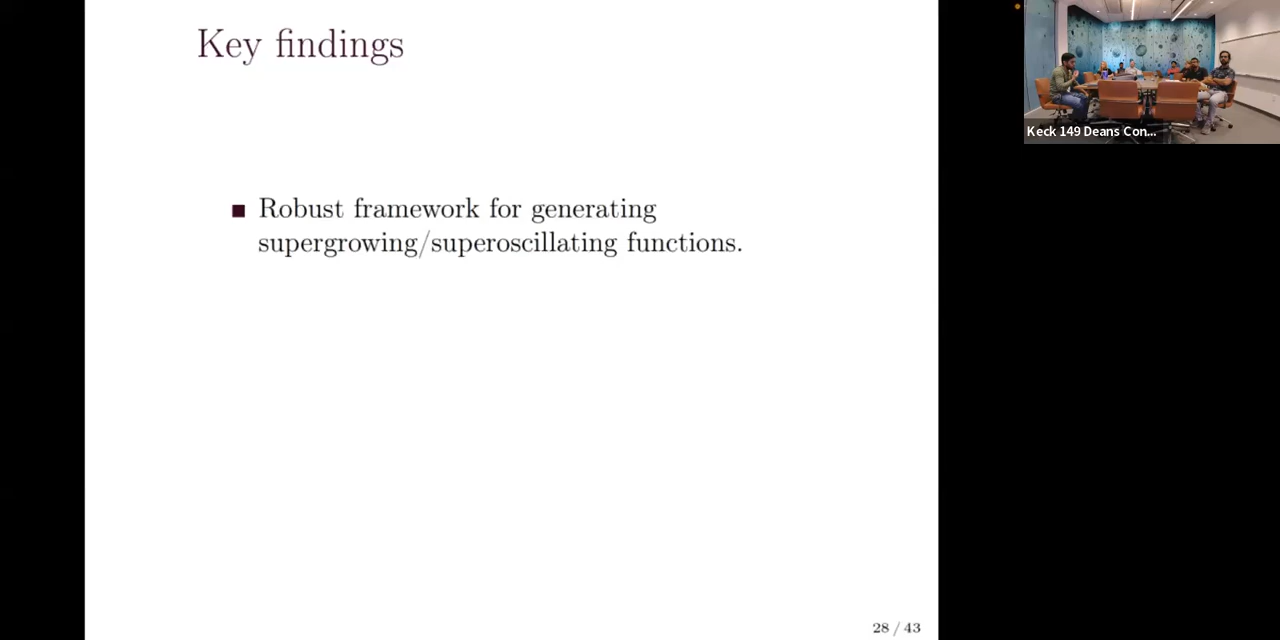 Key findings
Keck 149 Deans Con...
Robust framework for generating
supergrowing/superoscillating functions.
28 / 43